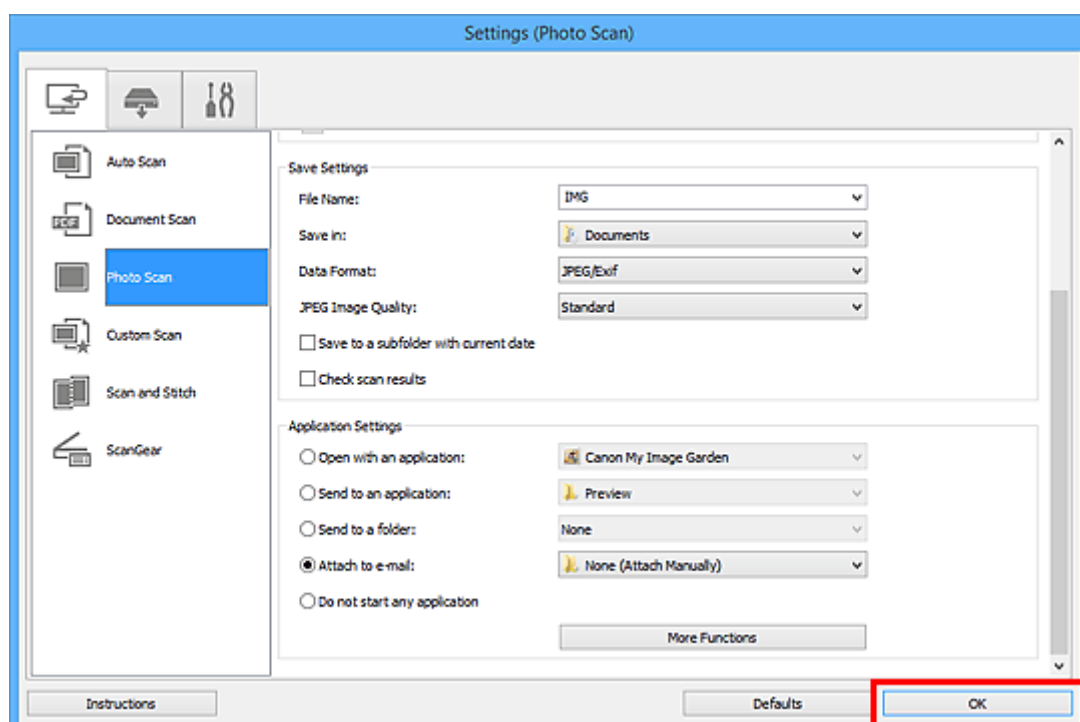 Settings (Photo Scan)
Auto Scan
Document Scan
Photo Scan
Custom Scan
Scan and Stitch
ScanGear
Save Settings
File Name: IMG
Save in: Documents
Data Format: JPEG/Exif
JPEG Image Quality: Standard
Save to a subfolder with current date
Check scan results
Application Settings
Open with an application: Canon My Image Garden
Send to an application: Preview
Send to a folder: None
Attach to e-mail: None (Attach Manually)
Do not start any application
More Functions
Instructions Defaults OK